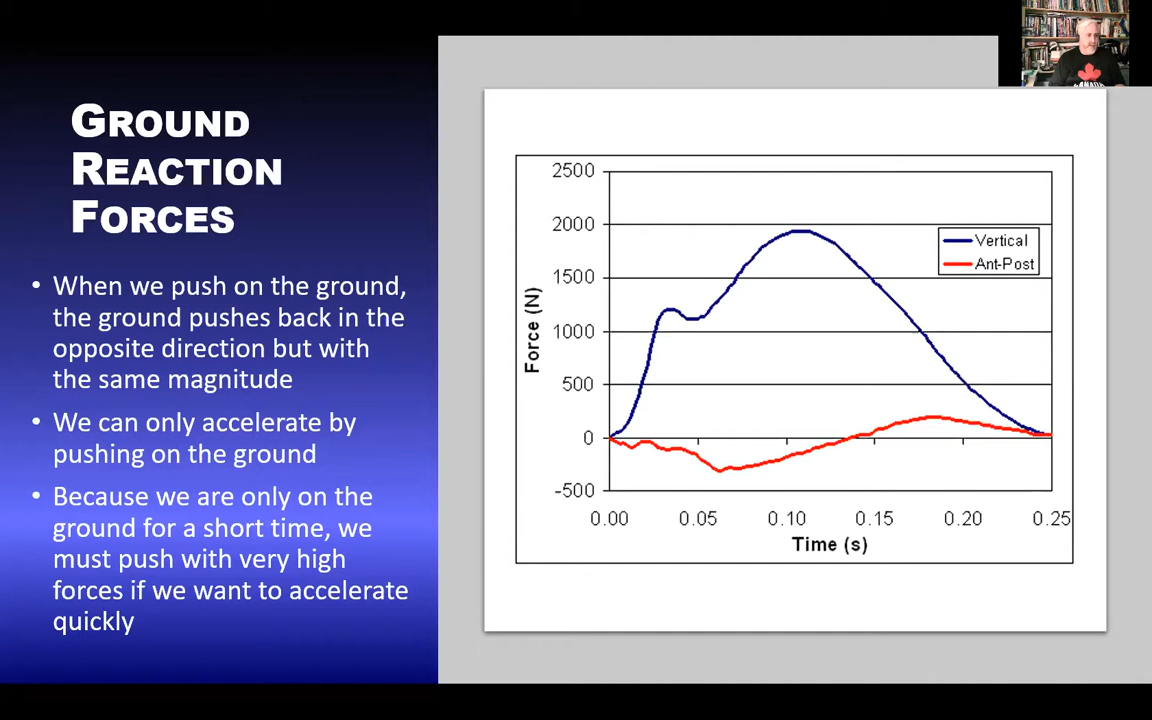 GROUND
REACTION
FORCES
• When we push on the ground,
the ground pushes back in the
opposite direction but with
the same magnitude
• We can only accelerate by
pushing on the ground
• Because we are only on the
ground for a short time, we
must push with very high
forces if we want to accelerate
quickly
2500
2000
1500
1000
500
0
-500
Force (N)
Vertical
Ant-Post
0.00 0.05 0.10 0.15 0.20 0.25
Time (s)